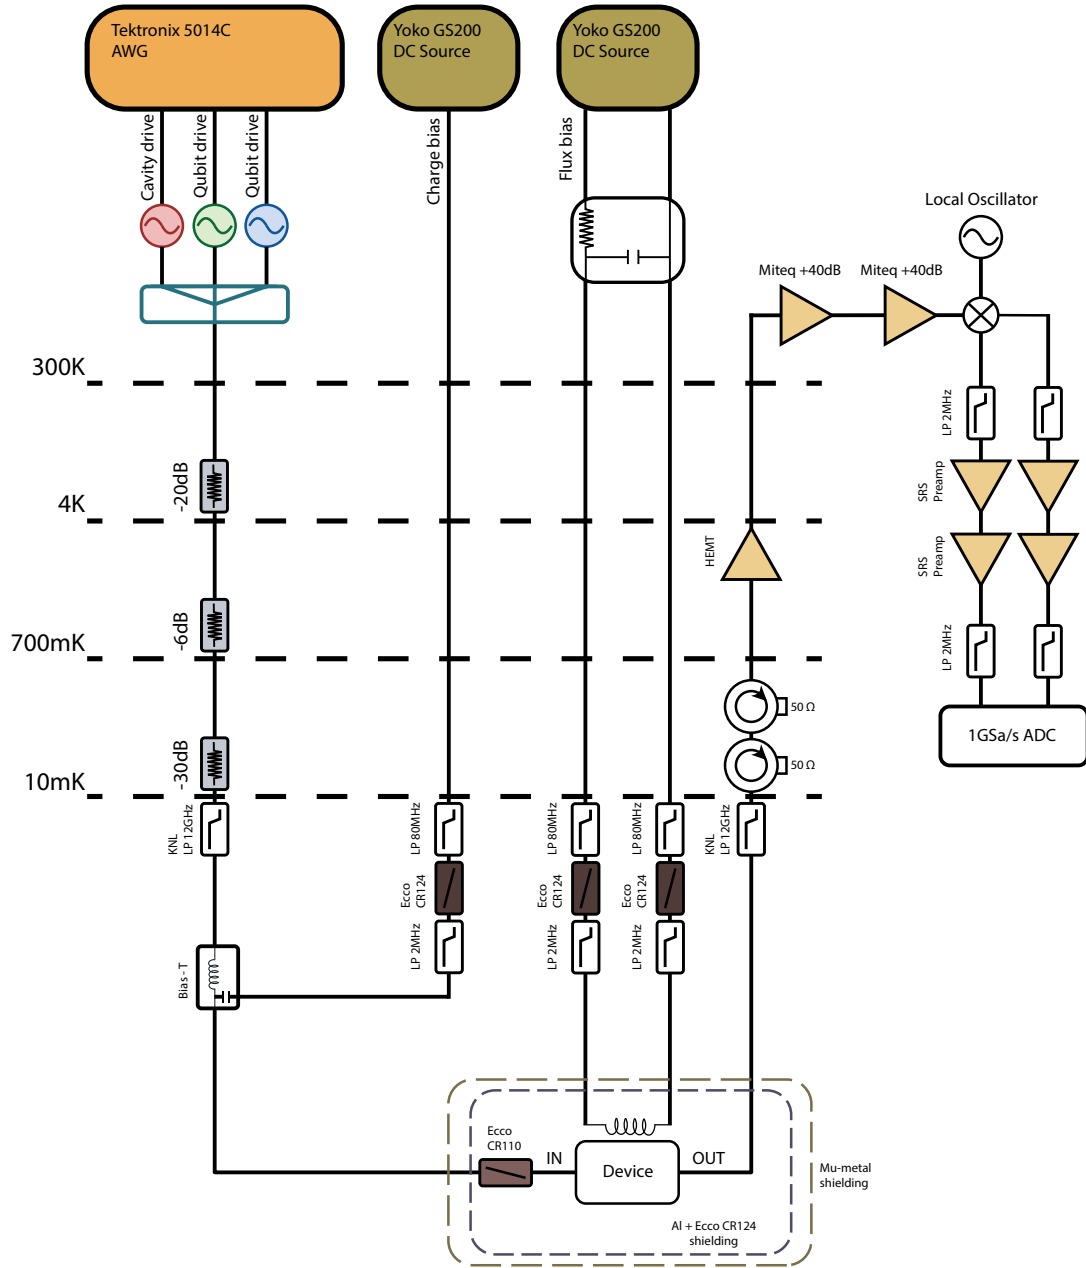 Tektronix 5014C
AWG
Yoko GS200
DC Source
Yoko GS200
DC Source
Cavity drive
Qubit drive
Qubit drive
Charge bias
Flux bias
Local Oscillator
Miteq +40dB
Miteq +40dB
300K
LP 2MHz
-20dB
SRS
Preamp
4K
HEMT
SRS
Preamp
-6dB
700mK
LP 2MHz
50 Ω
1GSa/s ADC
-30dB
50 Ω
10mK
KNL
LP 12GHz
LP 80MHz
LP 80MHz
LP 80MHz
KNL
LP 12GHz
Ecco
CR124
Ecco
CR124
Ecco
CR124
LP 2MHz
LP 2MHz
LP 2MHz
Bias - T
Ecco
CR110
IN
Device
OUT
Mu-metal
shielding
Al + Ecco CR124
shielding